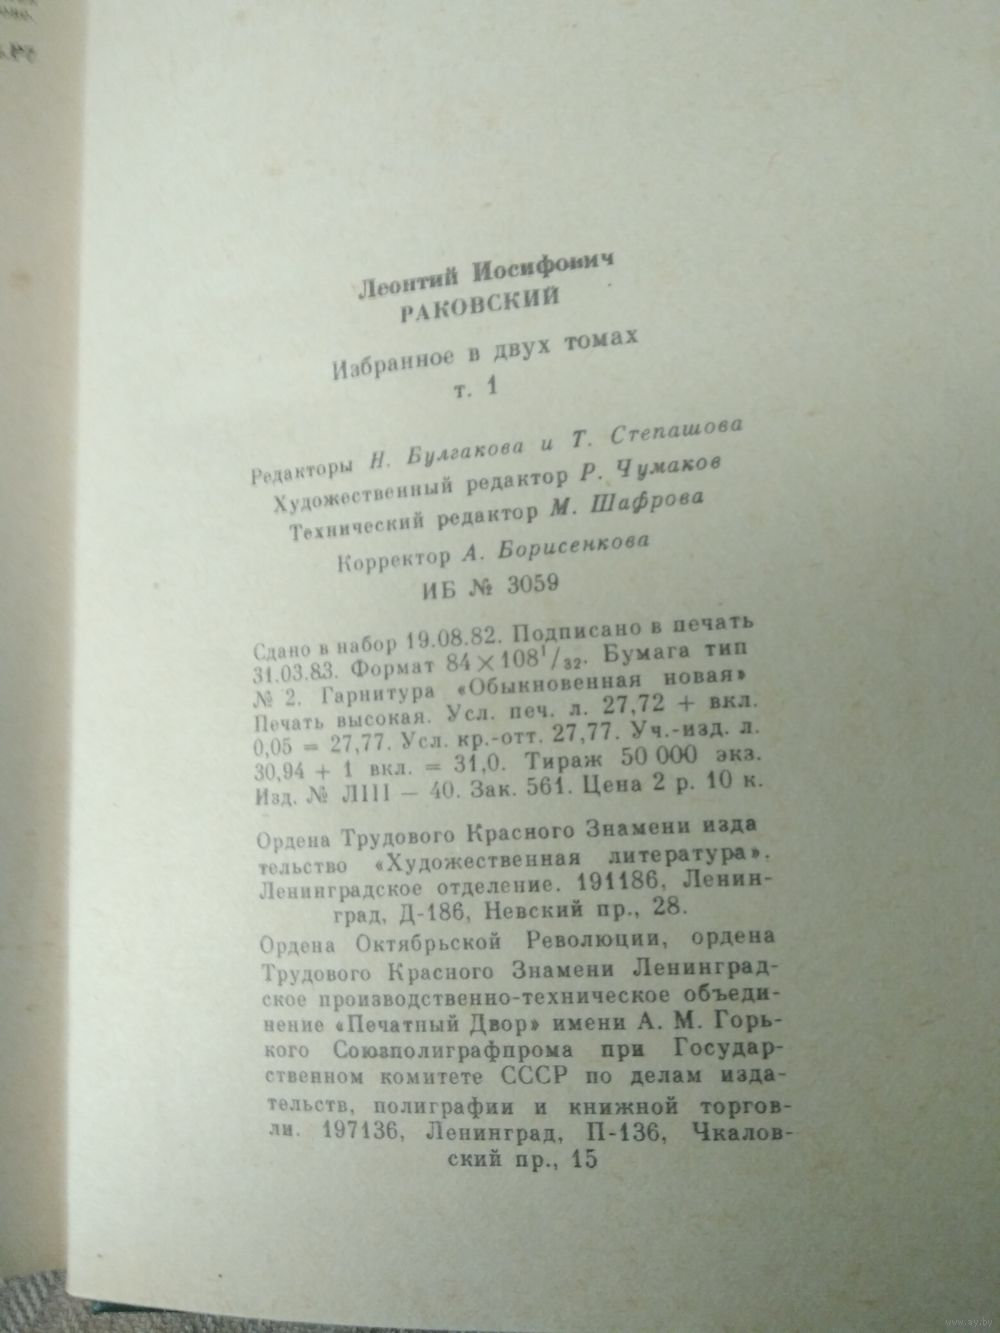 Леонтий Иосифович
РАКОВСКИЙ
Избранное в двух томах
т. 1
Редакторы Н. Булгакова и Т. Степашова
Художественный редактор Р. Чумаков
Технический редактор М. Шафрова
Корректор А. Борисенкова
ИБ № 3059
Сдано в набор 19.08.82. Подписано в печать
31.03.83. Формат 84×108¹/₃₂. Бумага тип
№ 2. Гарнитура «Обыкновенная новая»
Печать высокая. Усл. печ. л. 27,72 + вкл.
0,05 = 27,77. Усл. кр.-отт. 27,77. Уч.-изд. л.
30,94 + 1 вкл. = 31,0. Тираж 50 000 экз.
Изд. № ЛIII — 40. Зак. 561. Цена 2 р. 10 к.
Ордена Трудового Красного Знамени изда
тельство «Художественная литература».
Ленинградское отделение. 191186, Ленин-
град, Д-186, Невский пр., 28.
Ордена Октябрьской Революции, ордена
Трудового Красного Знамени Ленинград-
ское производственно-техническое объеди-
нение «Печатный Двор» имени А. М. Горь-
кого Союзполиграфпрома при Государ-
ственном комитете СССР по делам изда-
тельств, полиграфии и книжной торгов-
ли. 197136, Ленинград, П-136, Чкалов-
ский пр., 15
www.ay.by